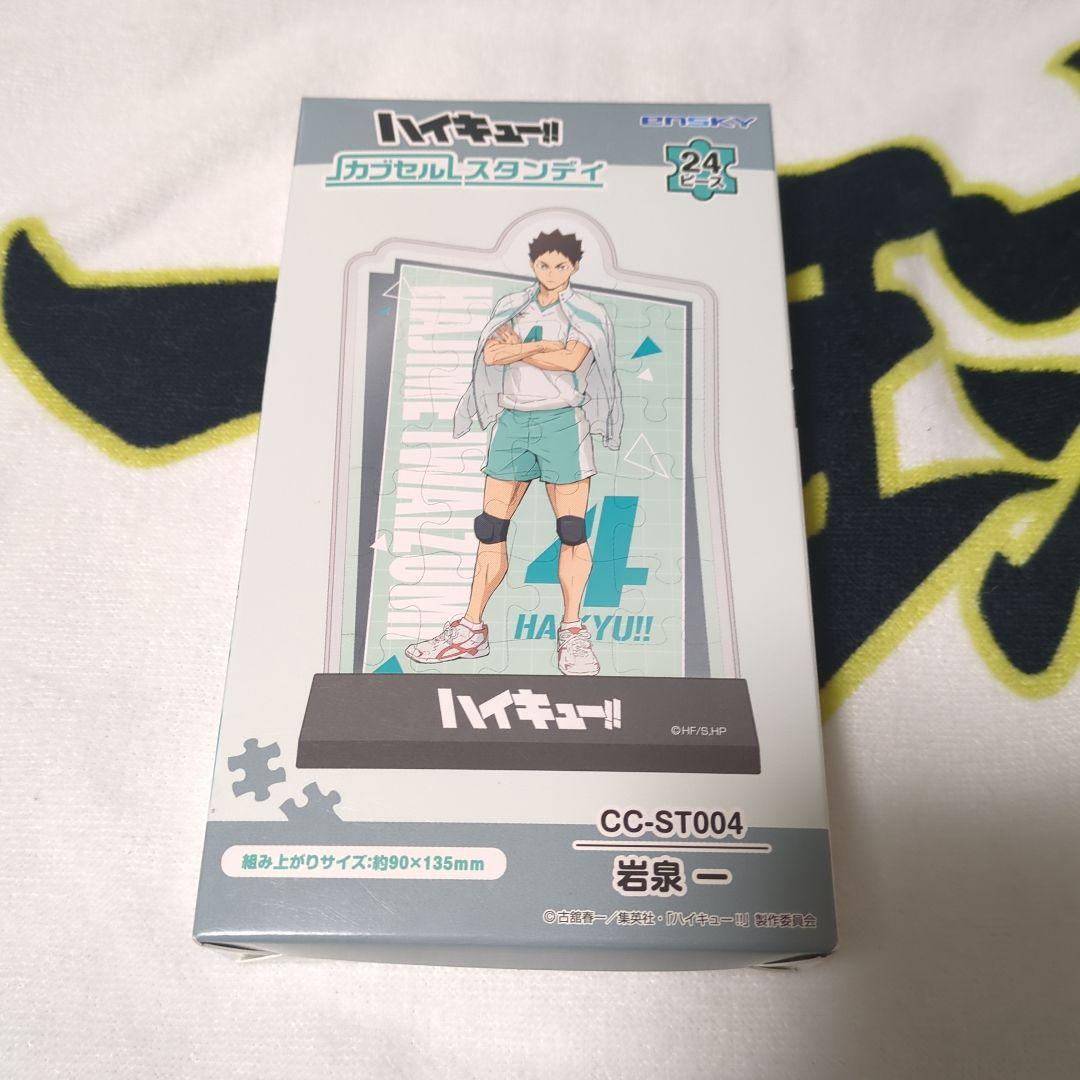 ハイキュー!!
ensky
カプセルスタンディ
24
ピース
HAJIME IWAIZUMI
4
4
HAIKYU!!
ハイキュー!!
©HF/S,HP
CC-ST004
組み上がりサイズ:約90×135mm
岩泉 一
©古舘春一/集英社・「ハイキュー!!」製作委員会